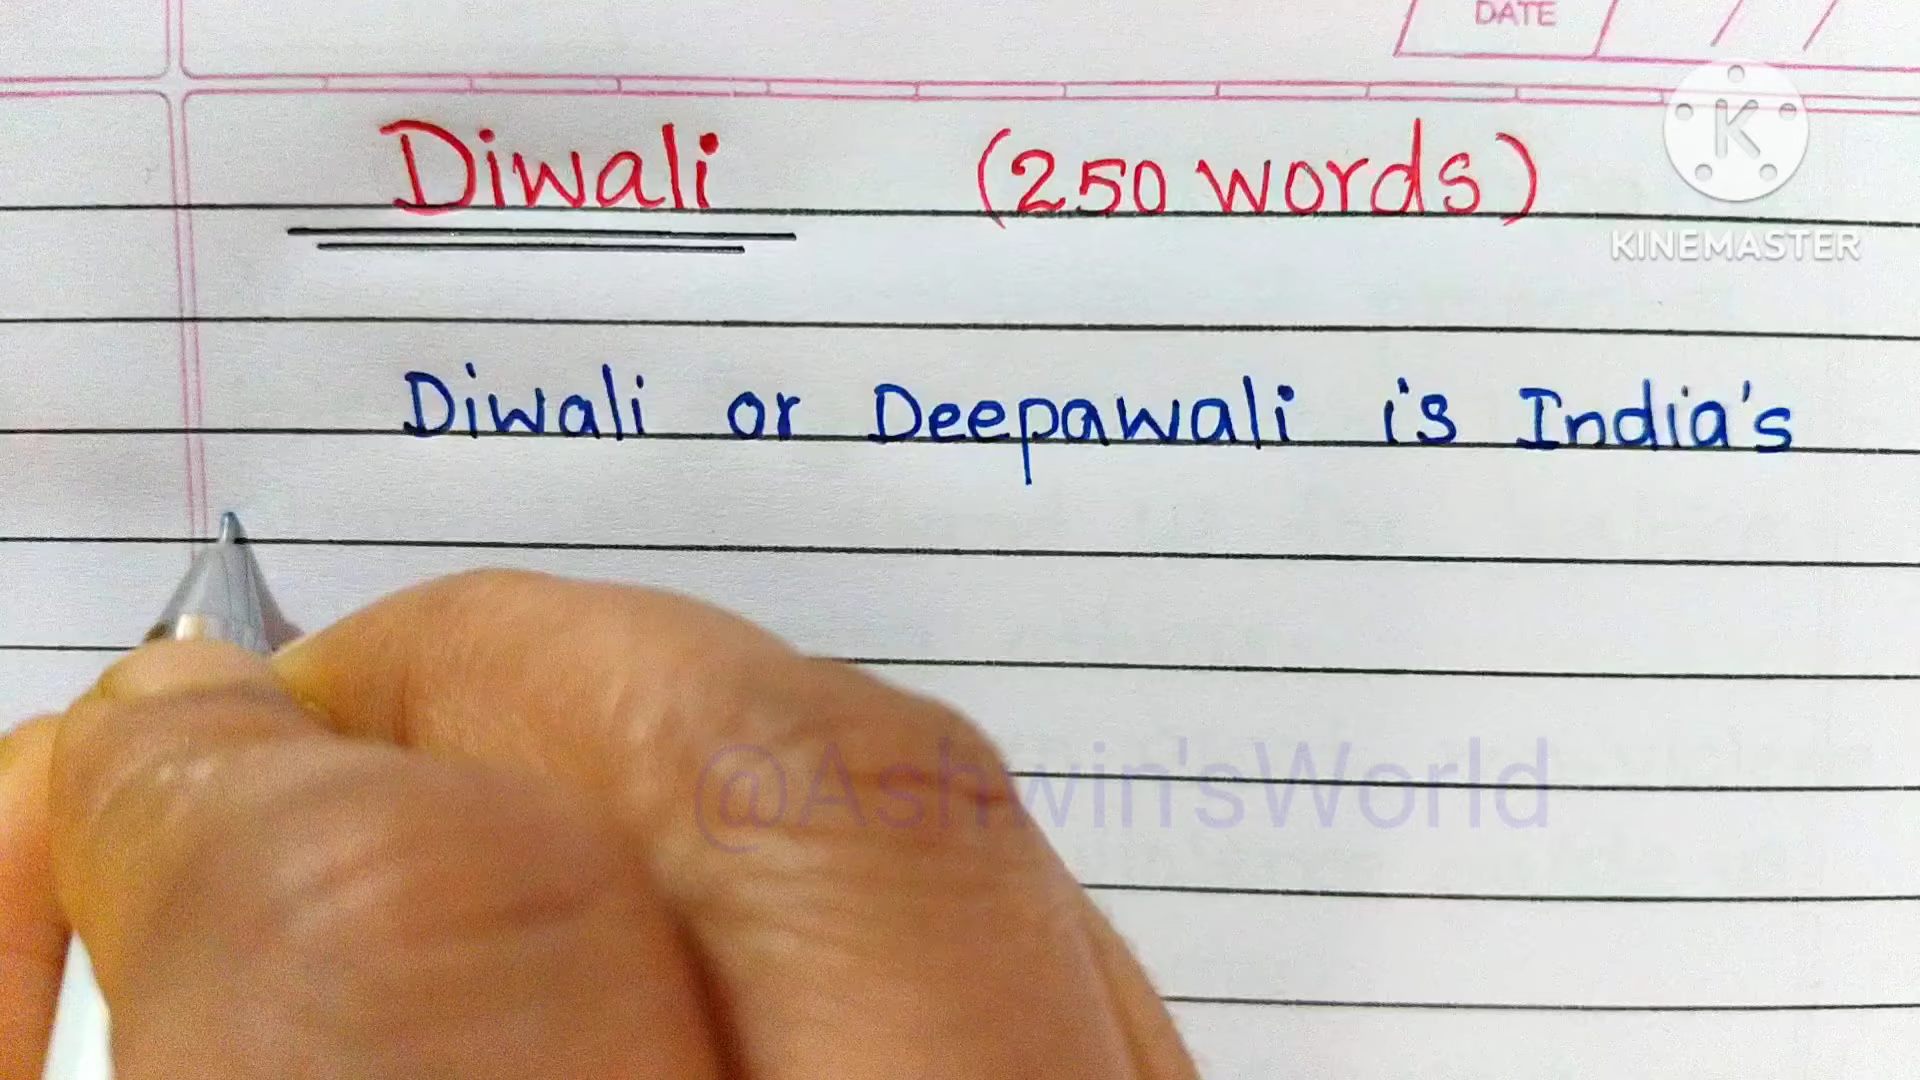 DATE
Diwali (250 words)
KINEMASTER
Diwali or Deepawali is India's
@Ashwin'sWorld